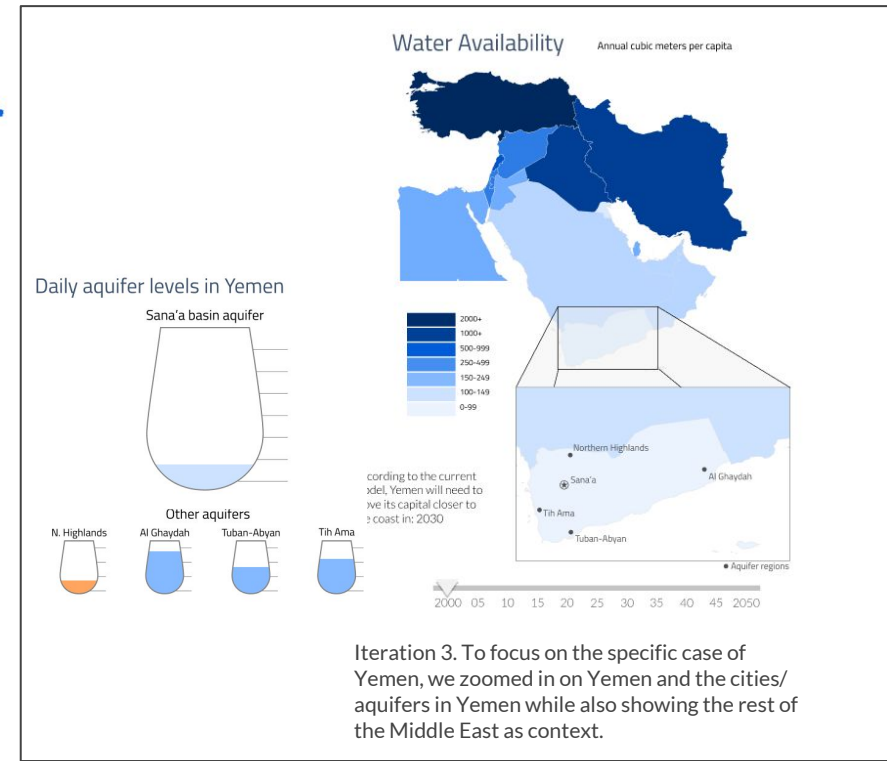 Water Availability
Annual cubic meters per capita
Daily aquifer levels in Yemen
Sana'a basin aquifer
2000+
1000+
500-999
250-499
150-249
100-149
0-99
cording to the current
del, Yemen will need to
ve its capital closer to
coast in: 2030
Northern Highlands
Sana'a
Al Ghaydah
Tih Ama
Tuban-Abyan
Aquifer regions
Other aquifers
N. Highlands
Al Ghaydah
Tuban-Abyan
Tih Ama
2000 05 10 15 20 25 30 35 40 45 2050
Iteration 3. To focus on the specific case of
Yemen, we zoomed in on Yemen and the cities/
aquifers in Yemen while also showing the rest of
the Middle East as context.